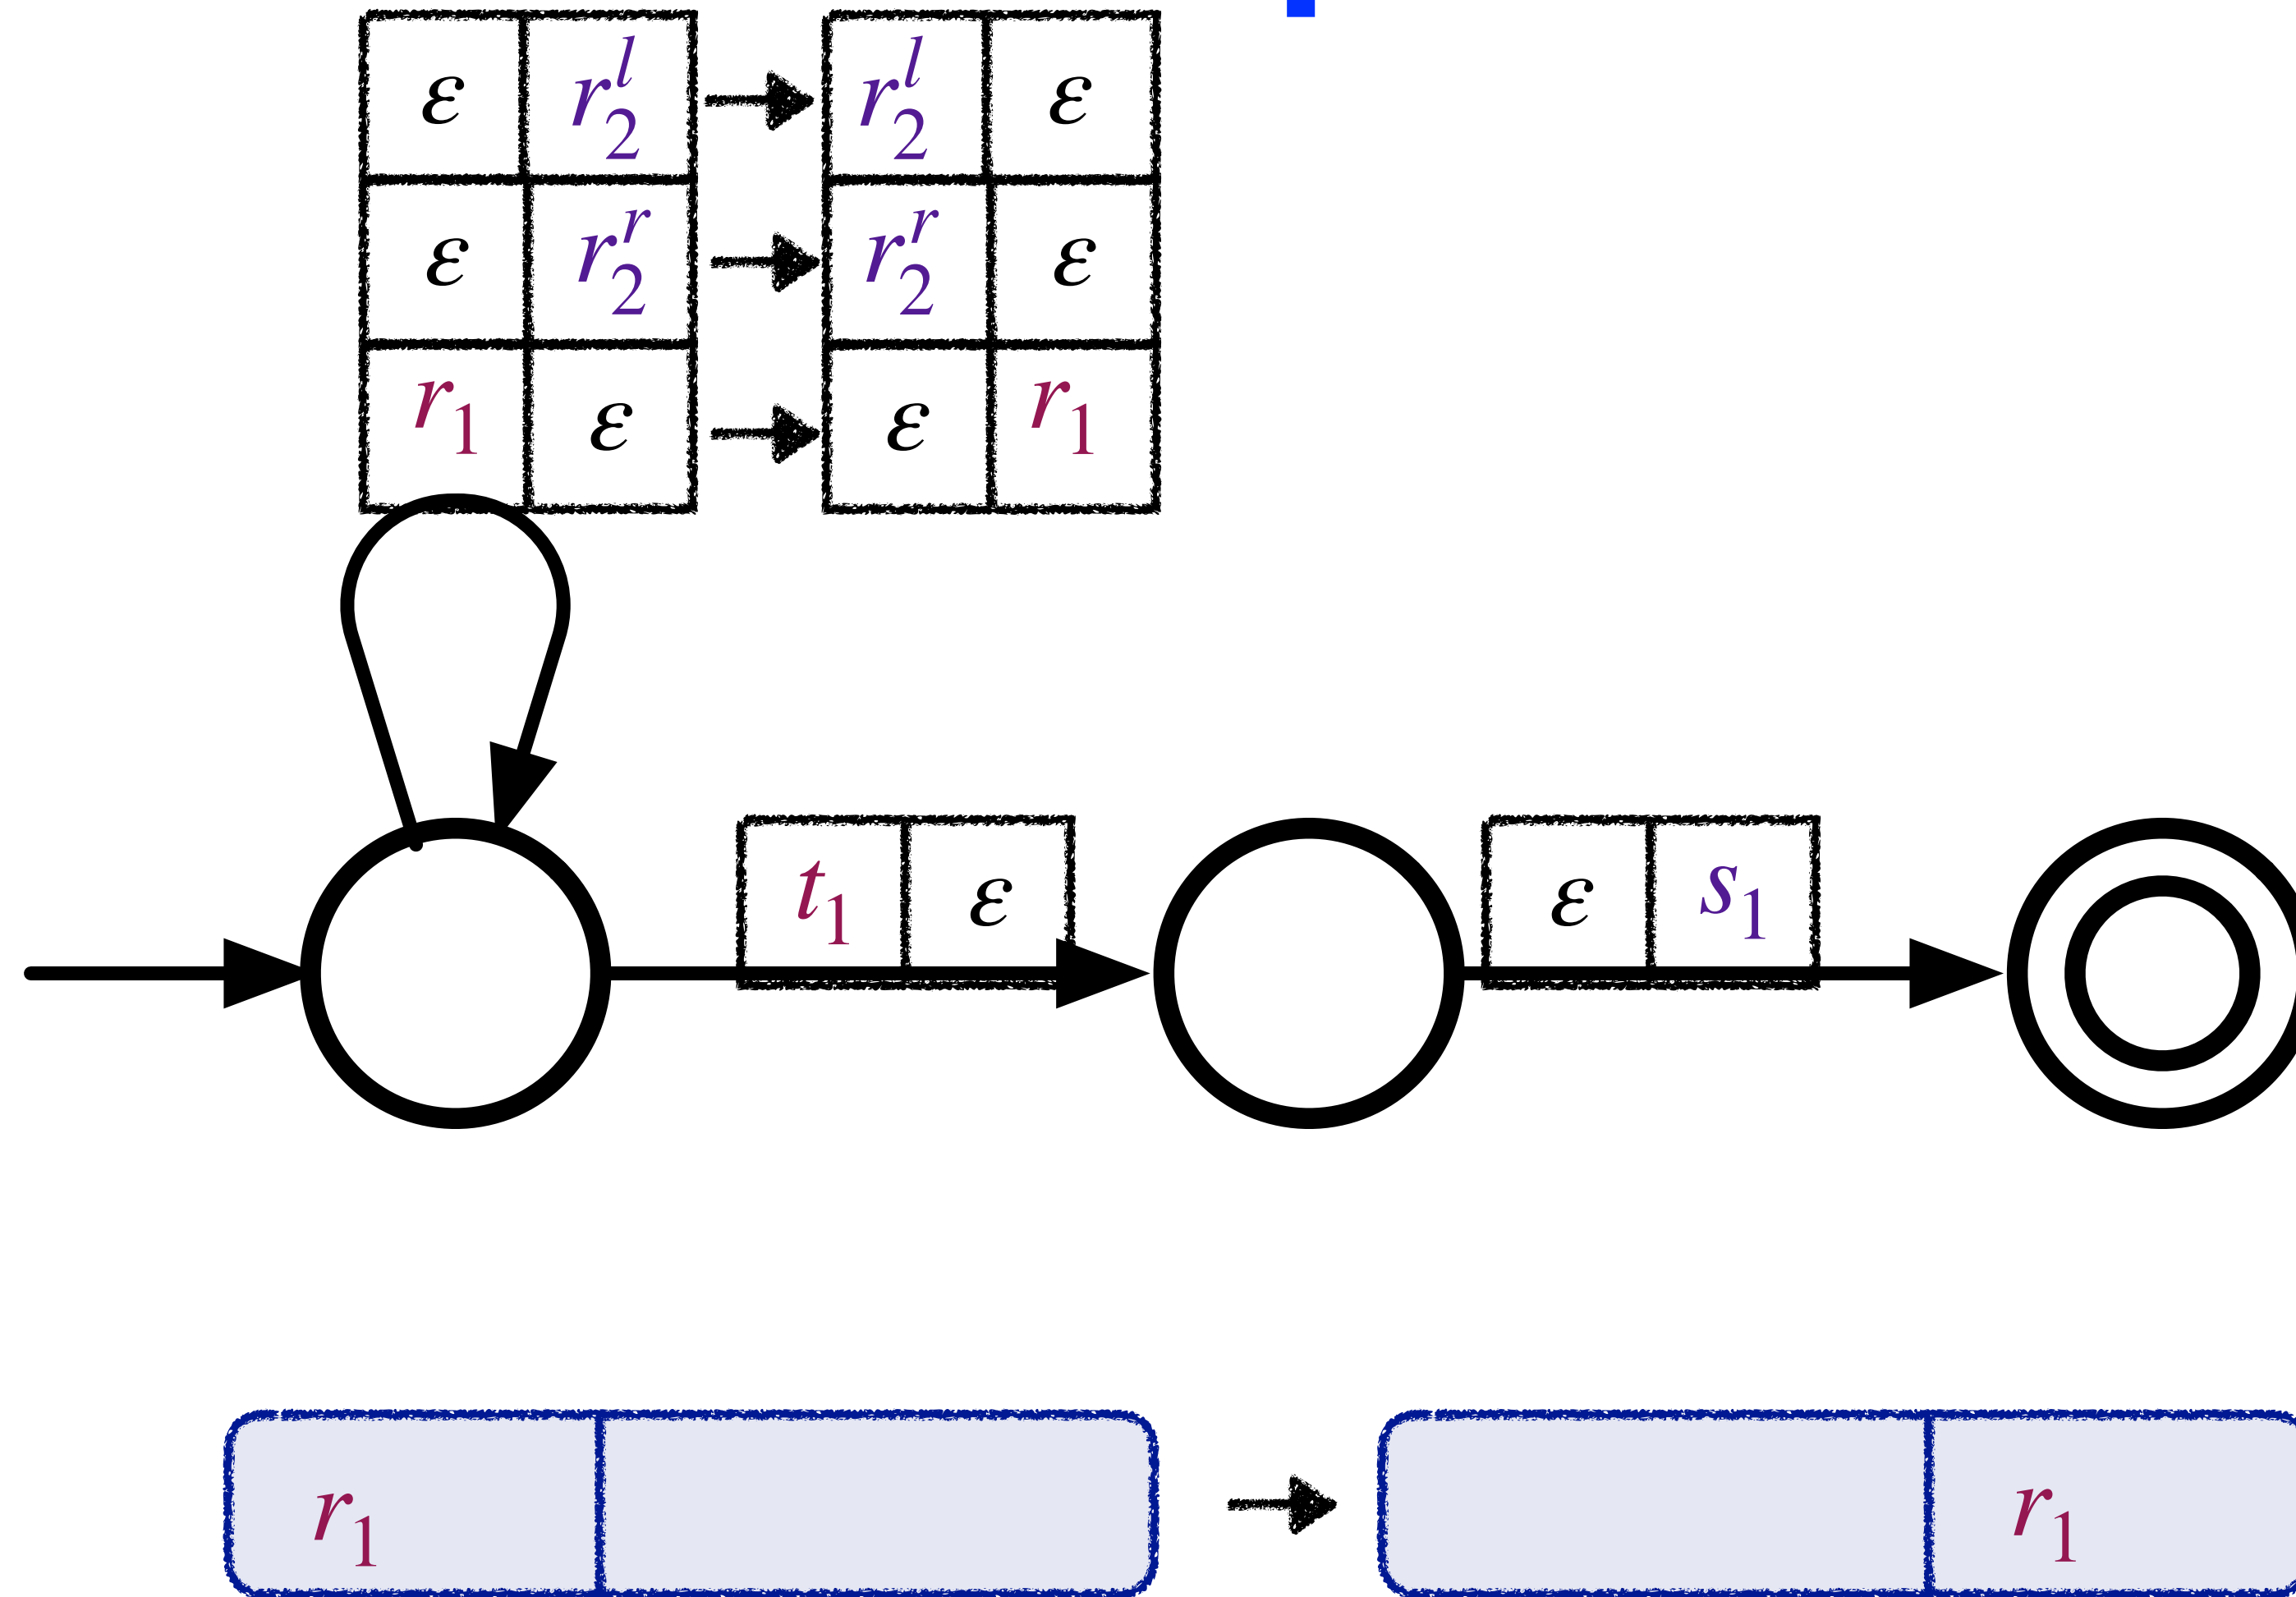 ε r₂ˡ → r₂ˡ ε
ε r₂ʳ → r₂ʳ ε
r₁ ε → ε r₁
t₁ ε
ε s₁
r₁ → r₁